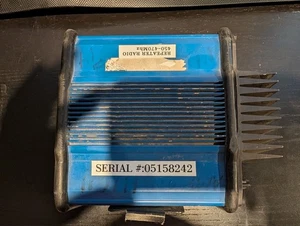 REPEATER RADIO
450-470Mhz
SERIAL #:05158242